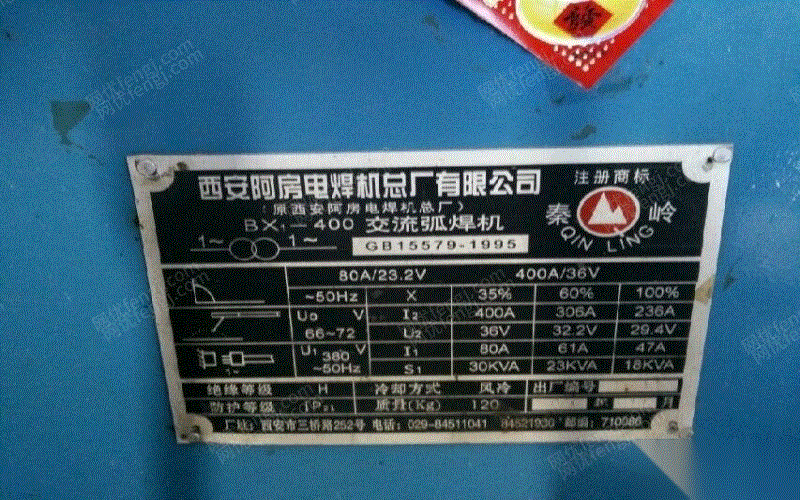 發
西安阿房电焊机总厂有限公司 注册商标
(原西安阿房电焊机总厂)
秦 岭
QIN LING
BX₁-400 交流弧焊机
1~ 1~ GB15579-1995
80A/23.2V 400A/36V
~50Hz X 35% 60% 100%
U₀ V I₂ 400A 306A 236A
66~72 U₂ 36V 32.2V 29.4V
U₁ 380 V I₁ 80A 61A 47A
1~ ~50Hz S₁ 30KVA 23KVA 18KVA
绝缘等级 H 冷却方式 风冷 出厂编号
防护等级 IP21 质量(Kg) 120 年 月
厂址:西安市三桥路252号 电话:029-84511041 84521930 邮编:710086